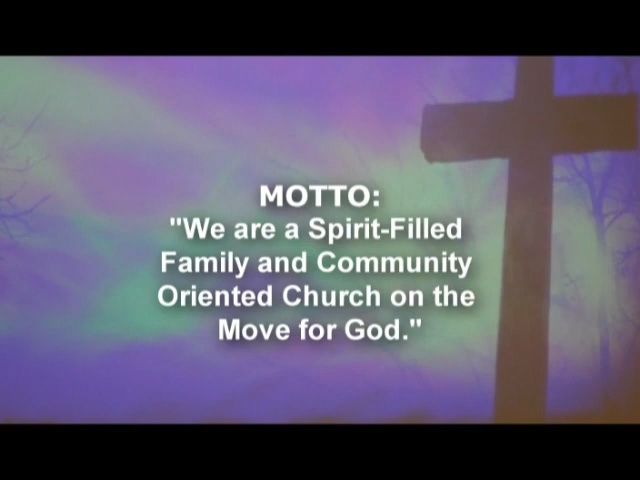 MOTTO:
"We are a Spirit-Filled
Family and Community
Oriented Church on the
Move for God."